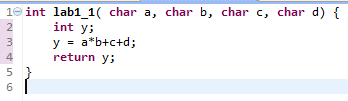 1 int lab1_1( char a, char b, char c, char d) {
2 int y;
3 y = a*b+c+d;
4 return y;
5 }
6